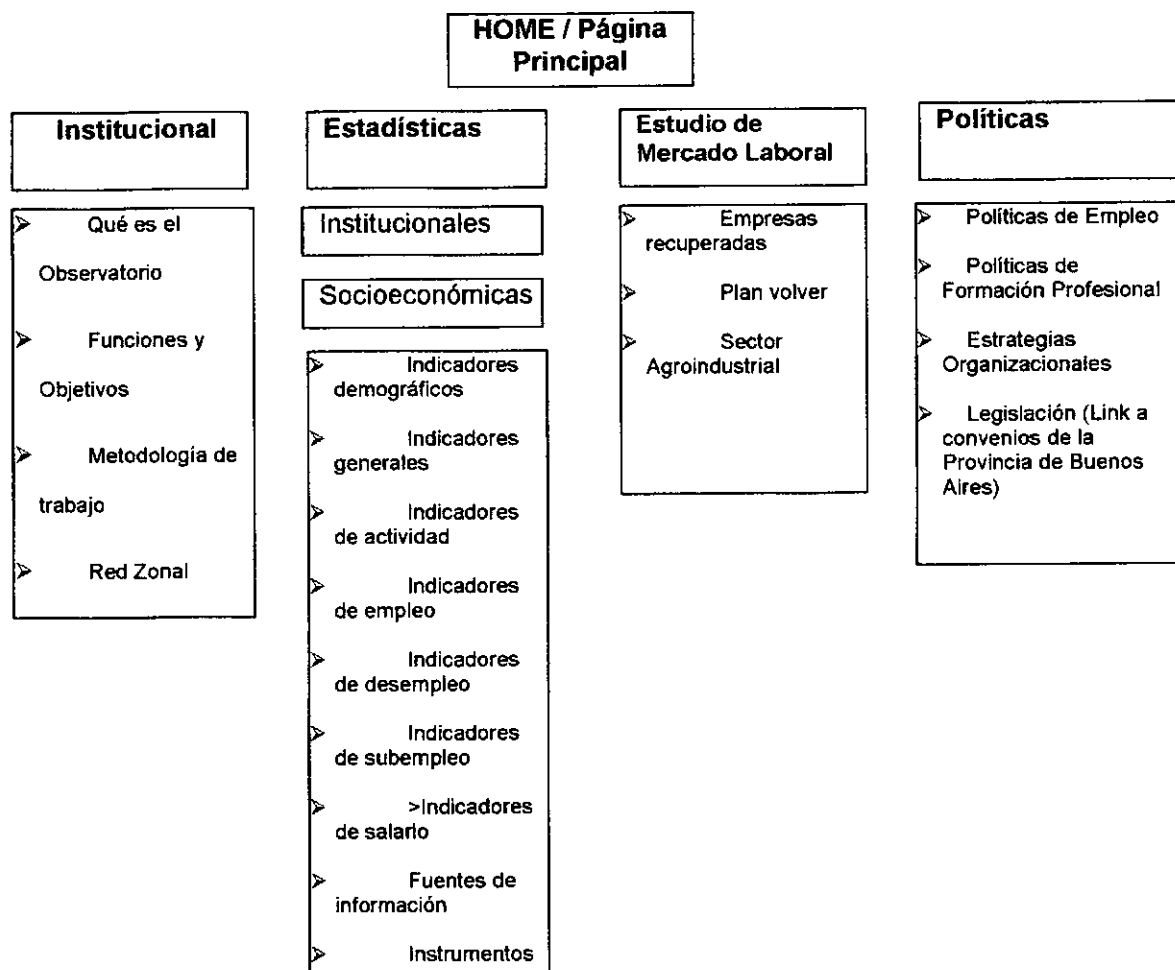 HOME / Página
Principal
Institucional
Qué es el
Observatorio
Funciones y
Objetivos
Metodología de
trabajo
Red Zonal
Estadísticas
Institucionales
Socioeconómicas
Indicadores
demográficos
Indicadores
generales
Indicadores
de actividad
Indicadores
de empleo
Indicadores
de desempleo
Indicadores
de subempleo
>Indicadores
de salario
Fuentes de
información
Instrumentos
Estudio de
Mercado Laboral
Empresas
recuperadas
Plan volver
Sector
Agroindustrial
Políticas
Políticas de Empleo
Políticas de
Formación Profesional
Estrategias
Organizacionales
Legislación (Link a
convenios de la
Provincia de Buenos
Aires)